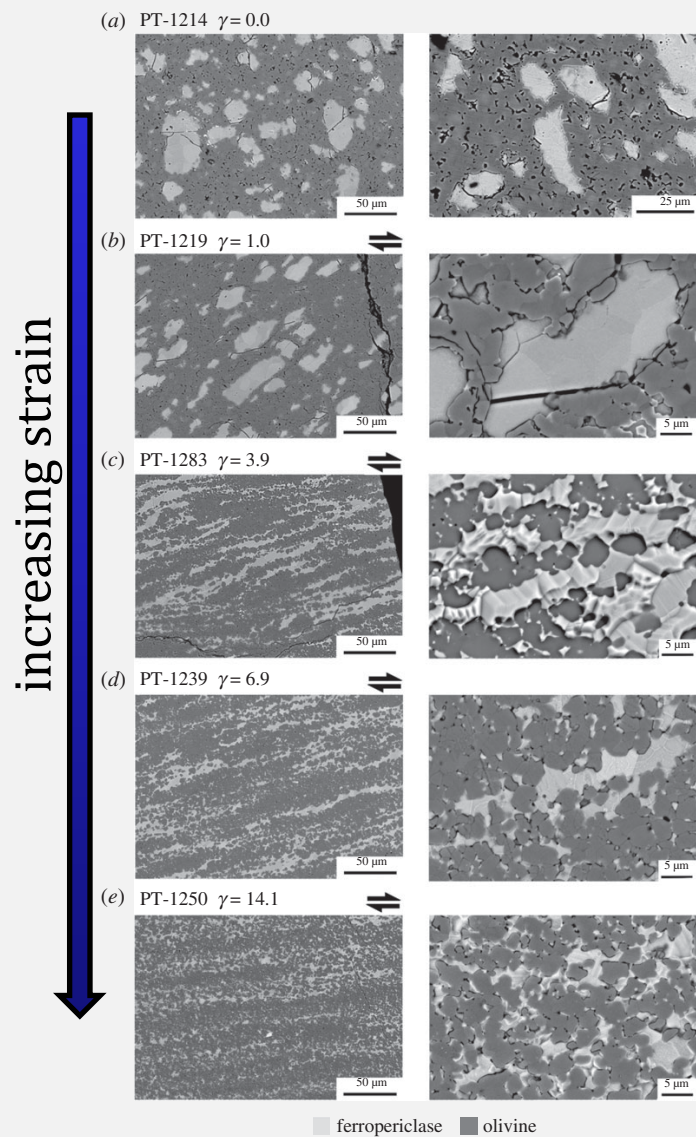 increasing strain
(a) PT-1214 γ = 0.0
50 µm
25 µm
(b) PT-1219 γ = 1.0
50 µm
5 µm
(c) PT-1283 γ = 3.9
50 µm
5 µm
(d) PT-1239 γ = 6.9
50 µm
5 µm
(e) PT-1250 γ = 14.1
50 µm
5 µm
ferropericlase olivine